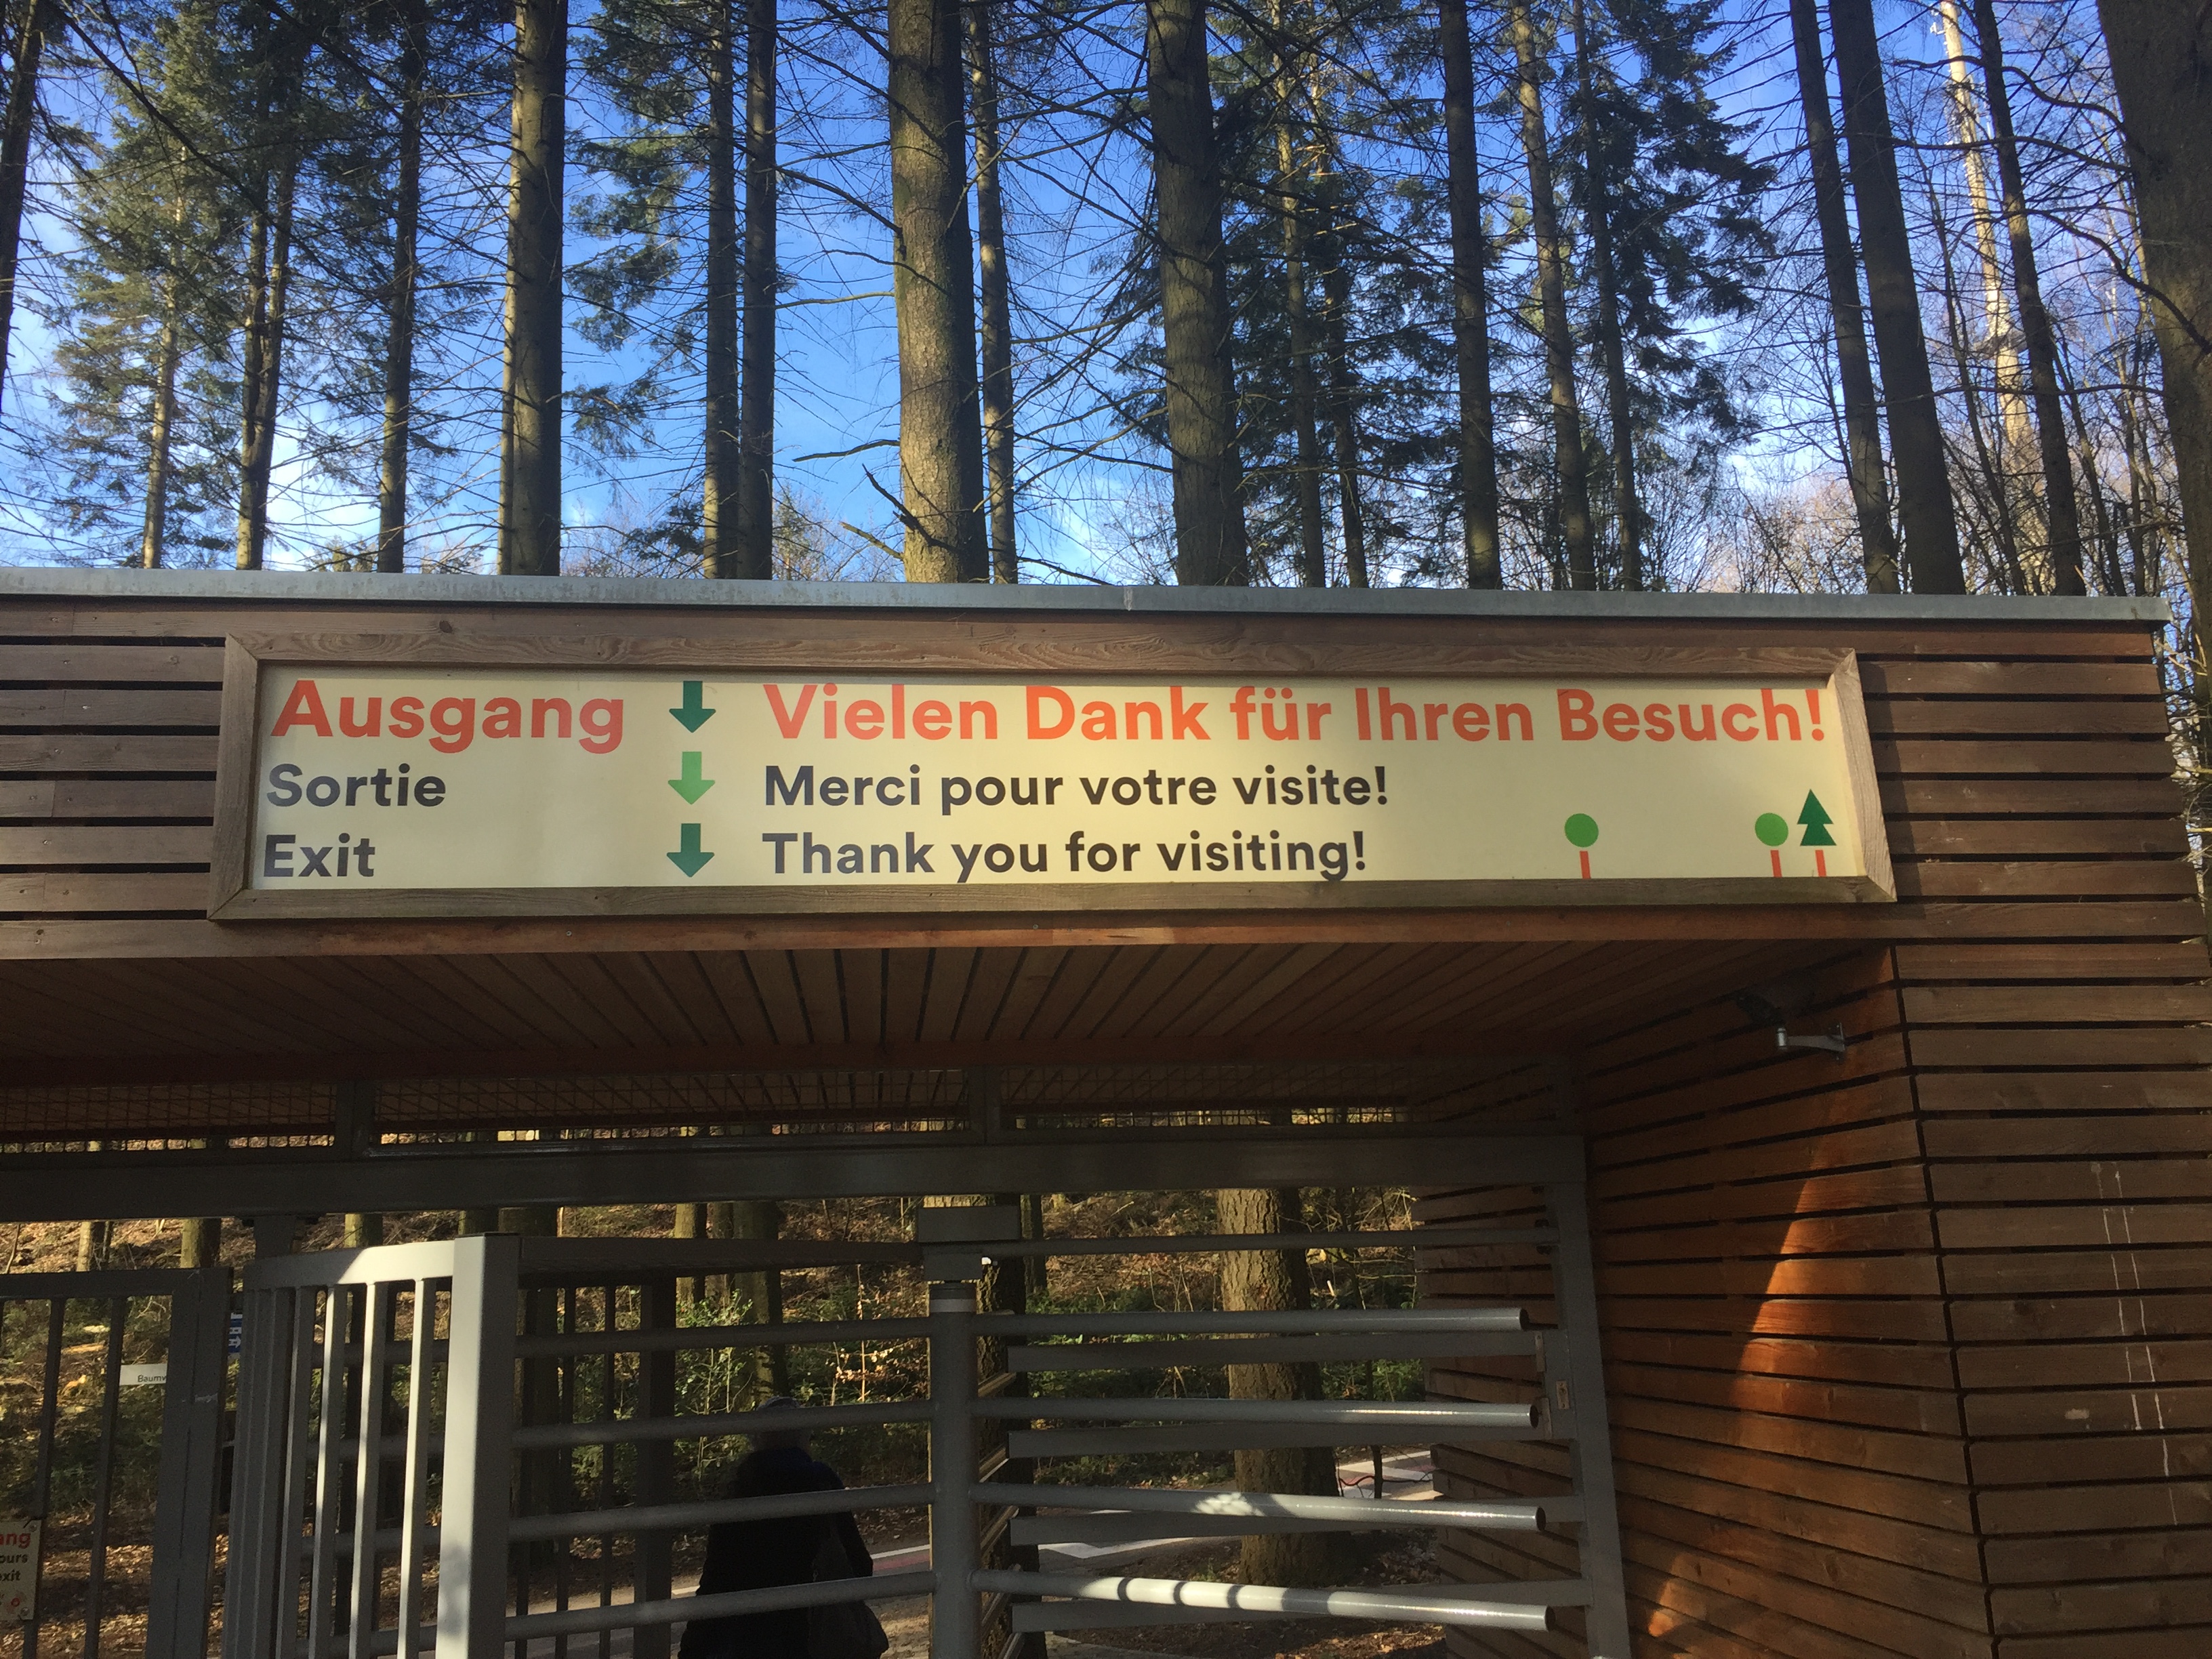 Ausgang Vielen Dank für Ihren Besuch!
Sortie Merci pour votre visite!
Exit Thank you for visiting!